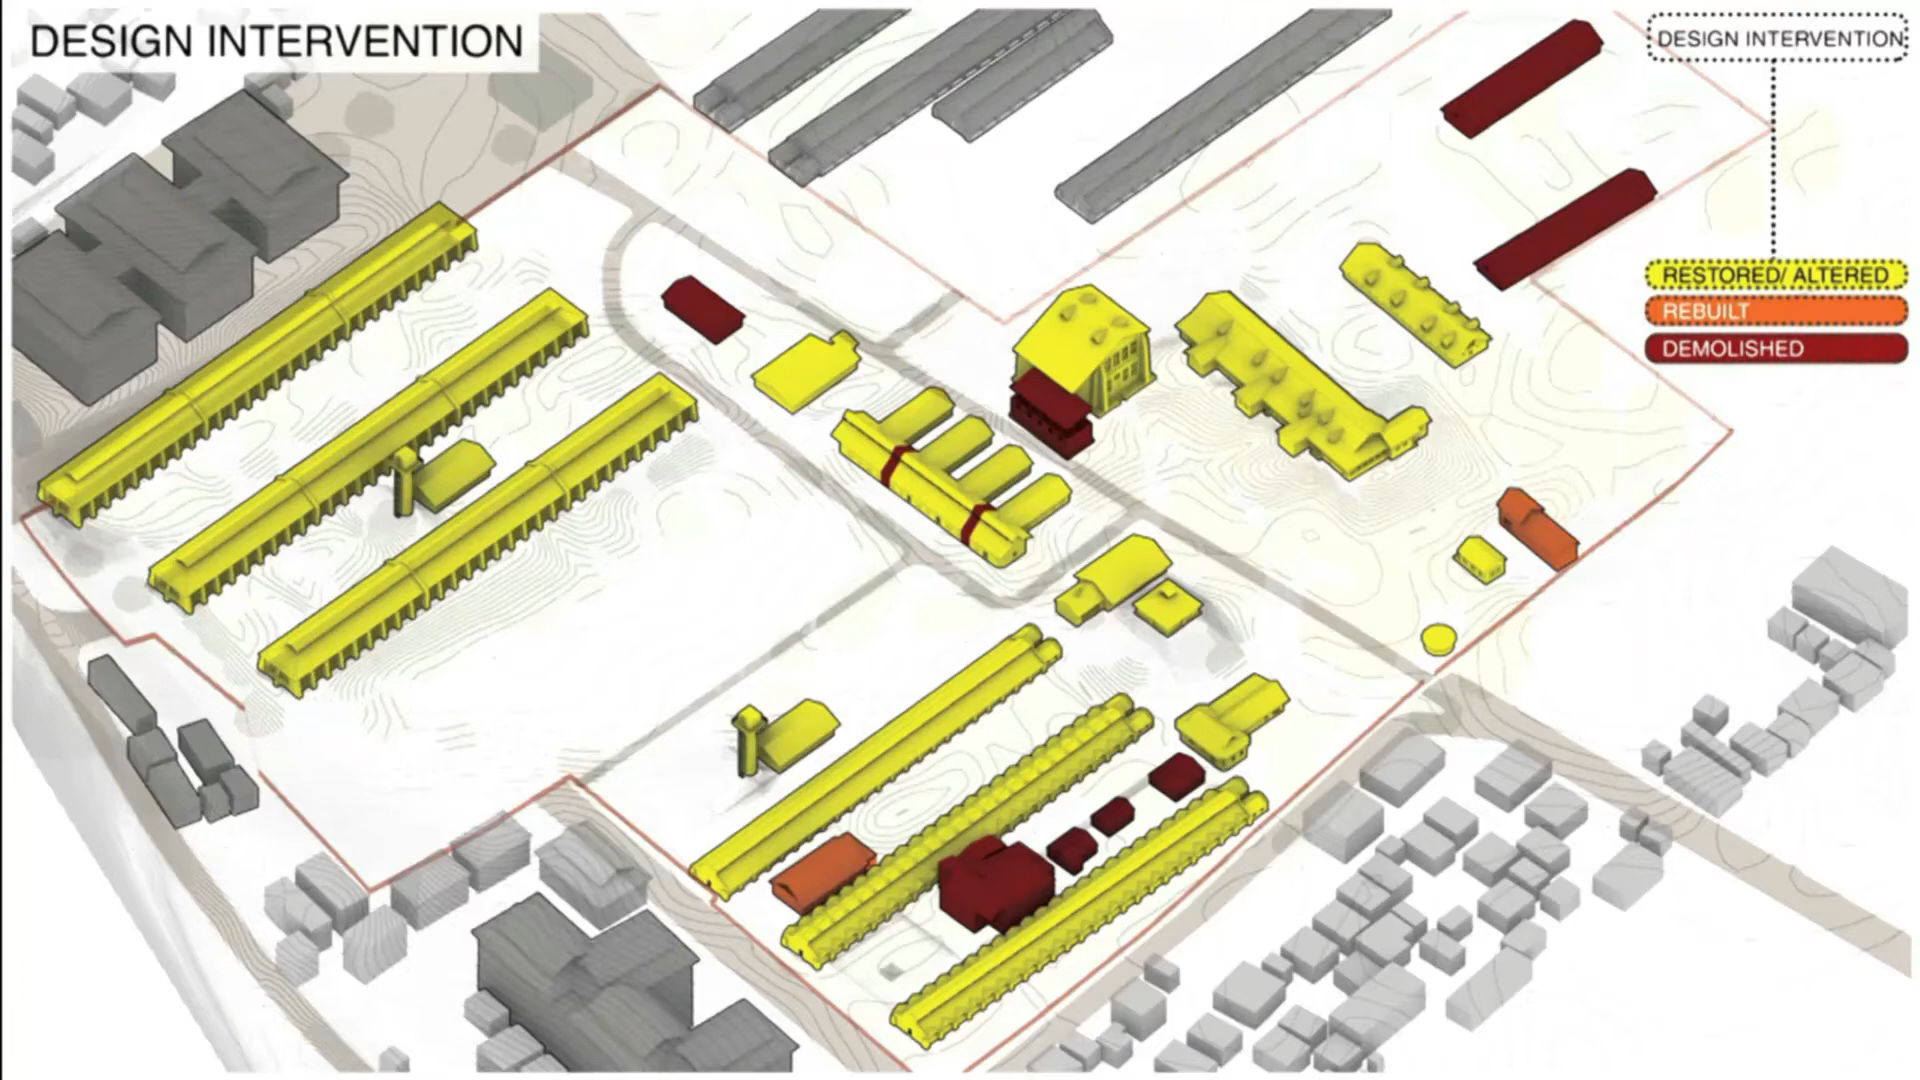 DESIGN INTERVENTION
DESIGN INTERVENTION
RESTORED/ ALTERED
REBUILT
DEMOLISHED